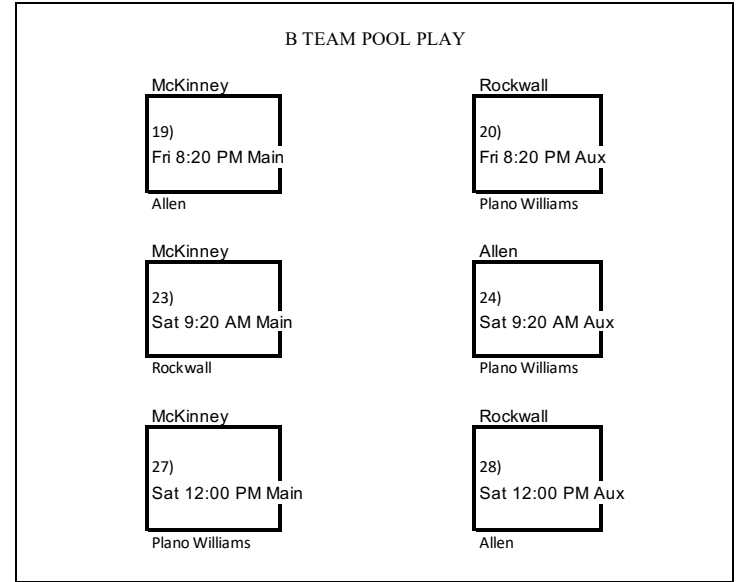 B TEAM POOL PLAY
McKinney
19)
Fri 8:20 PM Main
Allen
Rockwall
20)
Fri 8:20 PM Aux
Plano Williams
McKinney
23)
Sat 9:20 AM Main
Rockwall
Allen
24)
Sat 9:20 AM Aux
Plano Williams
McKinney
27)
Sat 12:00 PM Main
Plano Williams
Rockwall
28)
Sat 12:00 PM Aux
Allen